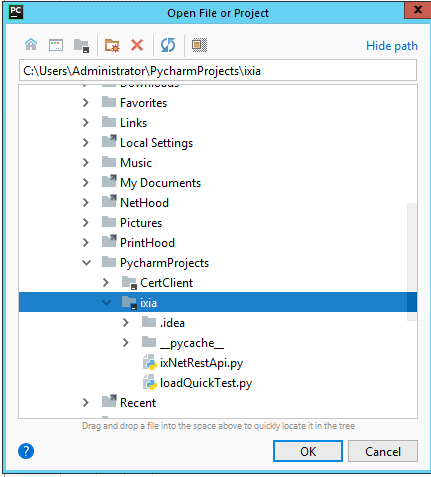 PC
Open File or Project
Hide path
C:\Users\Administrator\PycharmProjects\ixia
Downloads
Favorites
Links
Local Settings
Music
My Documents
NetHood
Pictures
PrintHood
PycharmProjects
CertClient
ixia
.idea
__pycache__
ixNetRestApi.py
loadQuickTest.py
Recent
Drag and drop a file into the space above to quickly locate it in the tree
?
OK
Cancel